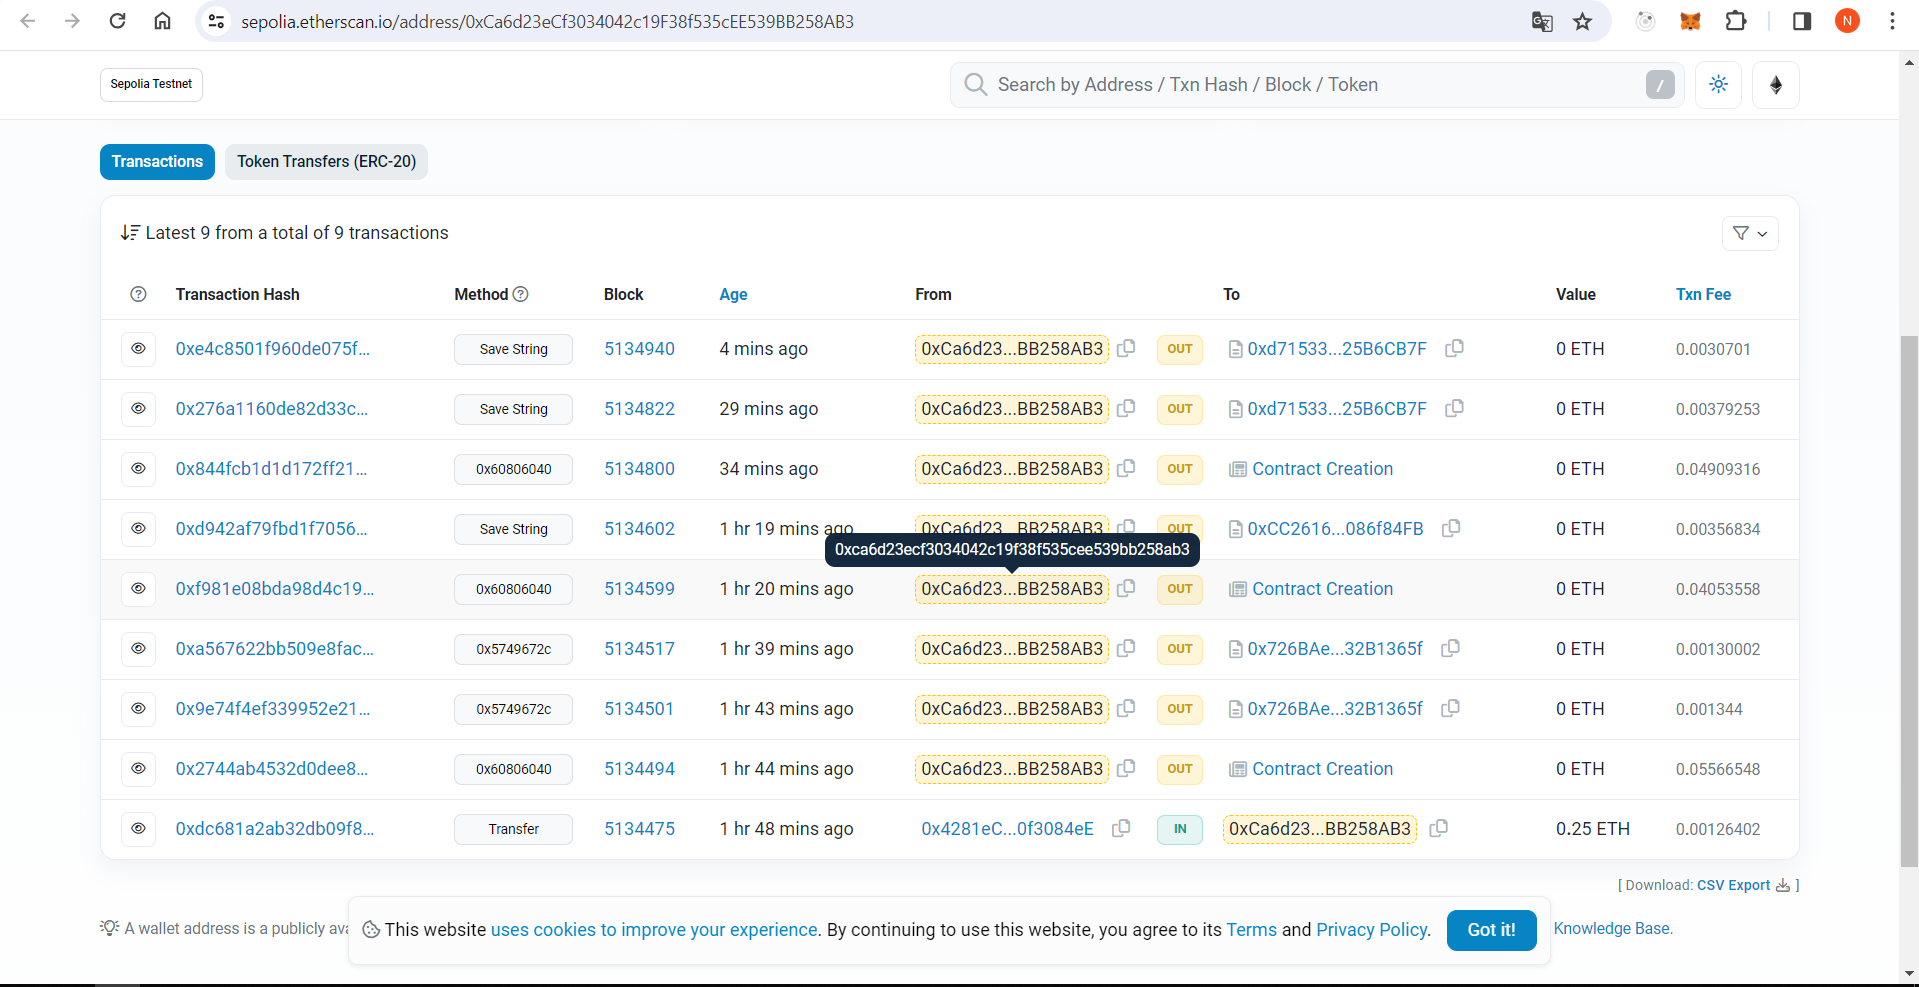 sepolia.etherscan.io/address/0xCa6d23eCf3034042c19F38f535cEE539BB258AB3
N
Sepolia Testnet
Search by Address / Txn Hash / Block / Token
/
Transactions
Token Transfers (ERC-20)
Latest 9 from a total of 9 transactions
Transaction Hash Method Block Age From To Value Txn Fee
0xe4c8501f960de075f... Save String 5134940 4 mins ago 0xCa6d23...BB258AB3 OUT 0xd71533...25B6CB7F 0 ETH 0.0030701
0x276a1160de82d33c... Save String 5134822 29 mins ago 0xCa6d23...BB258AB3 OUT 0xd71533...25B6CB7F 0 ETH 0.00379253
0x844fcb1d1d172ff21... 0x60806040 5134800 34 mins ago 0xCa6d23...BB258AB3 OUT Contract Creation 0 ETH 0.04909316
0xd942af79fbd1f7056... Save String 5134602 1 hr 19 mins ago 0xCa6d23...BB258AB3 OUT 0xCC2616...086f84FB 0 ETH 0.00356834
0xca6d23ecf3034042c19f38f535cee539bb258ab3
0xf981e08bda98d4c19... 0x60806040 5134599 1 hr 20 mins ago 0xCa6d23...BB258AB3 OUT Contract Creation 0 ETH 0.04053558
0xa567622bb509e8fac... 0x5749672c 5134517 1 hr 39 mins ago 0xCa6d23...BB258AB3 OUT 0x726BAe...32B1365f 0 ETH 0.00130002
0x9e74f4ef339952e21... 0x5749672c 5134501 1 hr 43 mins ago 0xCa6d23...BB258AB3 OUT 0x726BAe...32B1365f 0 ETH 0.001344
0x2744ab4532d0dee8... 0x60806040 5134494 1 hr 44 mins ago 0xCa6d23...BB258AB3 OUT Contract Creation 0 ETH 0.05566548
0xdc681a2ab32db09f8... Transfer 5134475 1 hr 48 mins ago 0x4281eC...0f3084eE IN 0xCa6d23...BB258AB3 0.25 ETH 0.00126402
[ Download: CSV Export ]
A wallet address is a publicly
Knowledge Base.
This website uses cookies to improve your experience. By continuing to use this website, you agree to its Terms and Privacy Policy.
Got it!